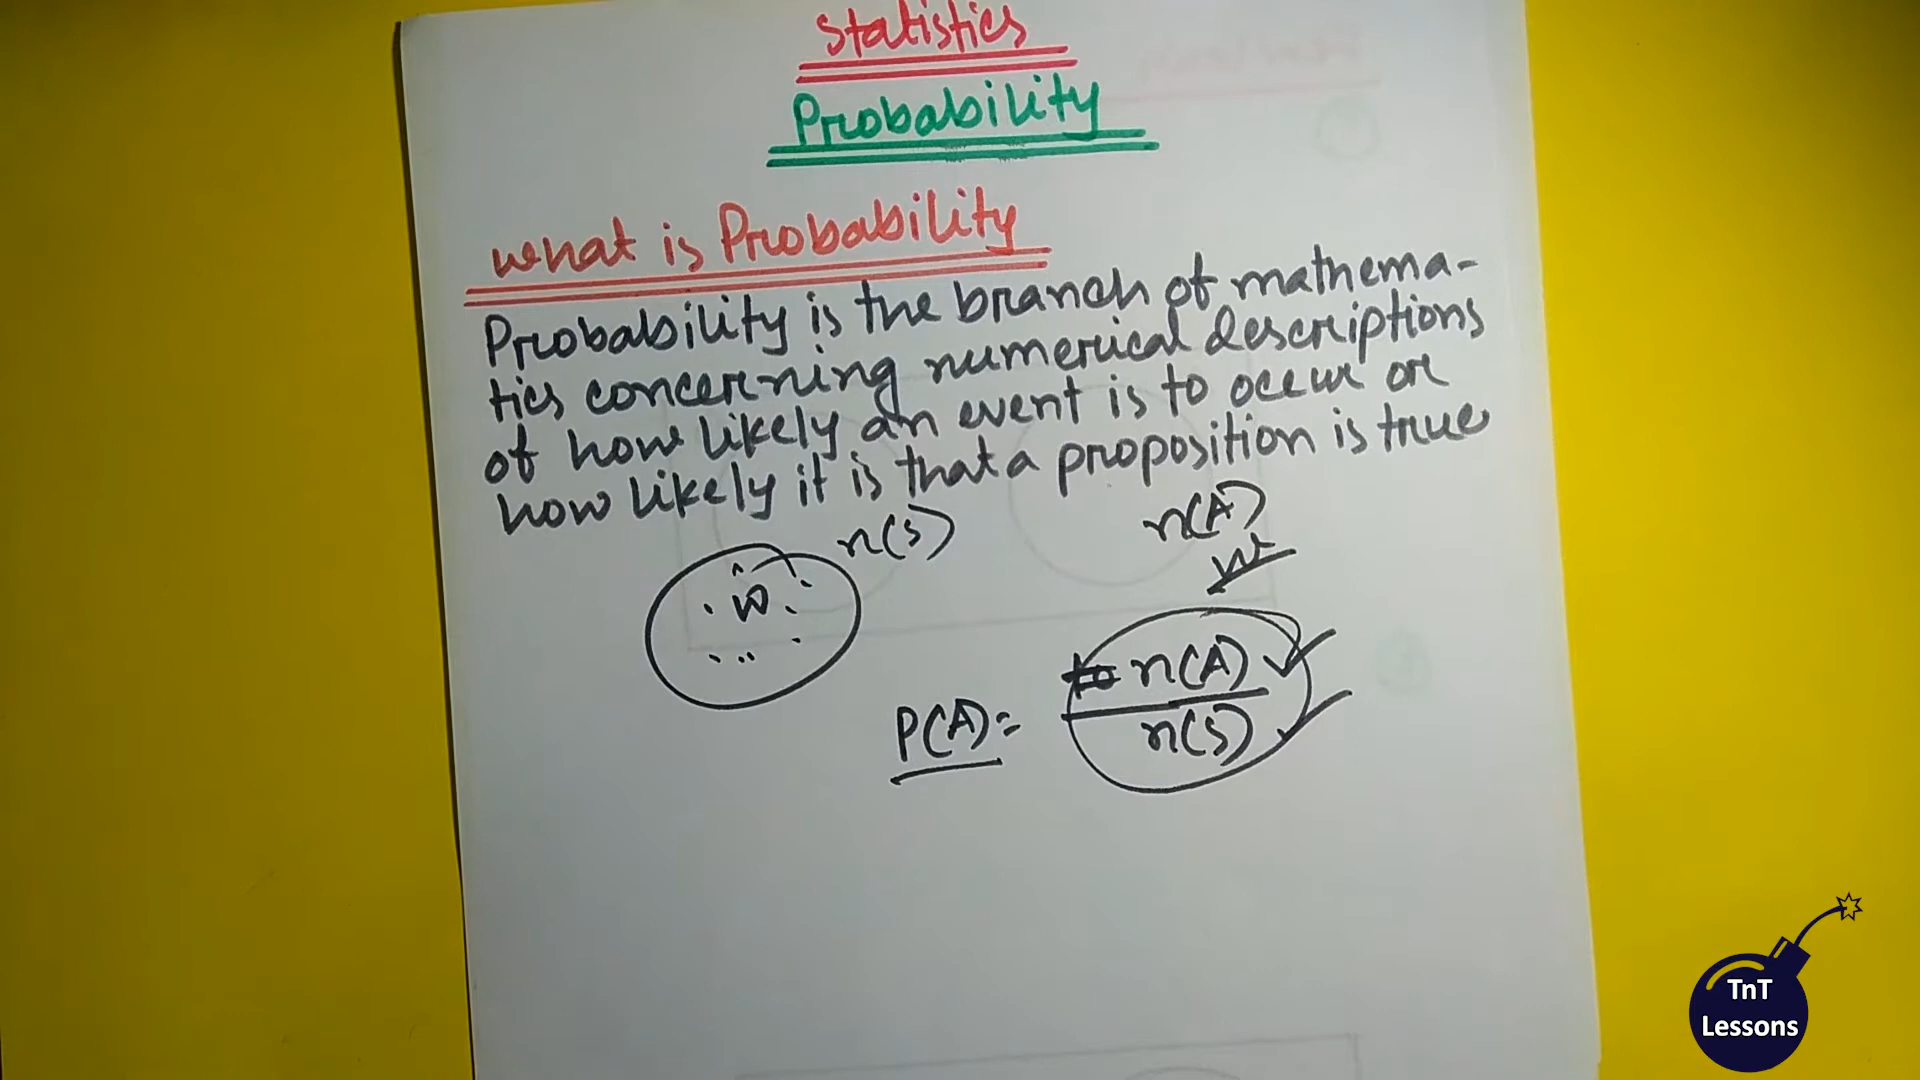 Statistics
Probability
What is Probability
Probability is the branch of mathema-
tics concerning numerical descriptions
of how likely an event is to occur or
how likely it is that a proposition is true
n(S)
n(A)
W
n(A)
P(A)=
n(S)
TnT
Lessons